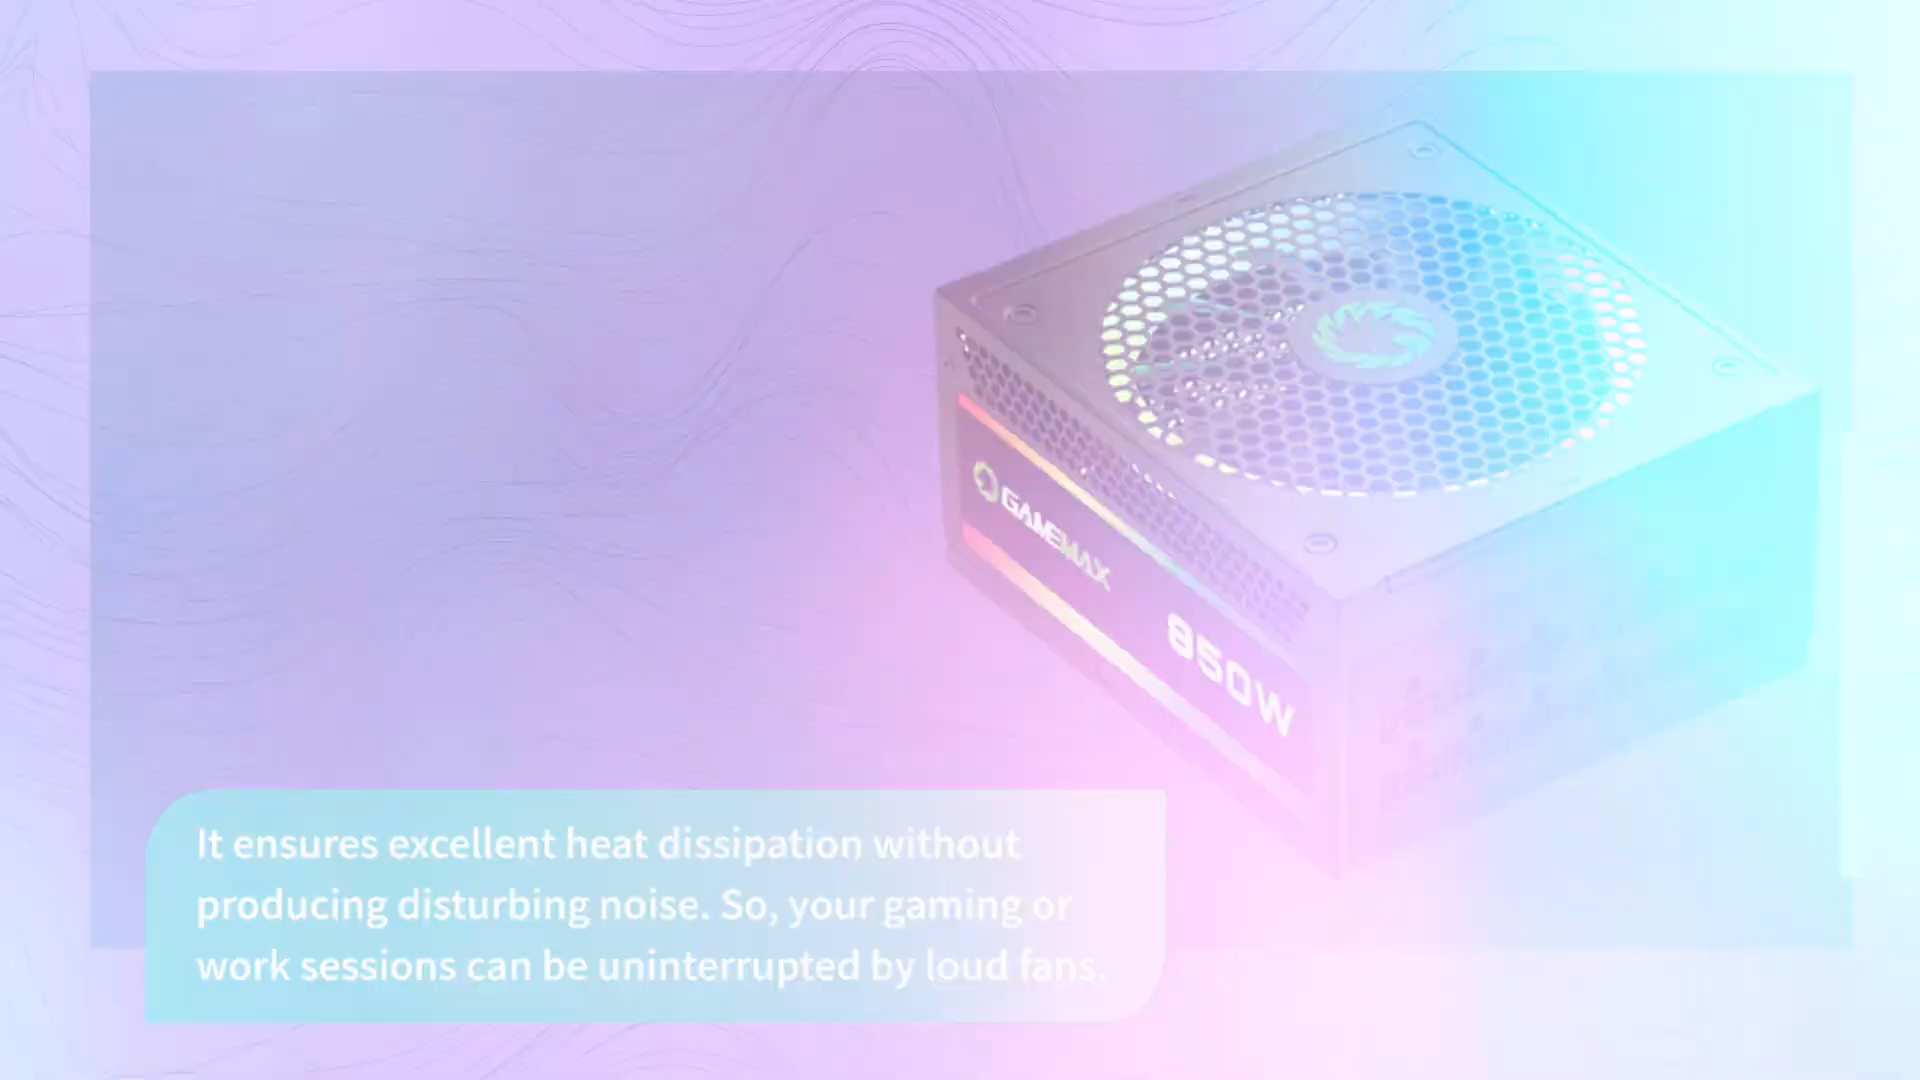 GAMEMAX
850W
It ensures excellent heat dissipation without
producing disturbing noise. So, your gaming or
work sessions can be uninterrupted by loud fans.